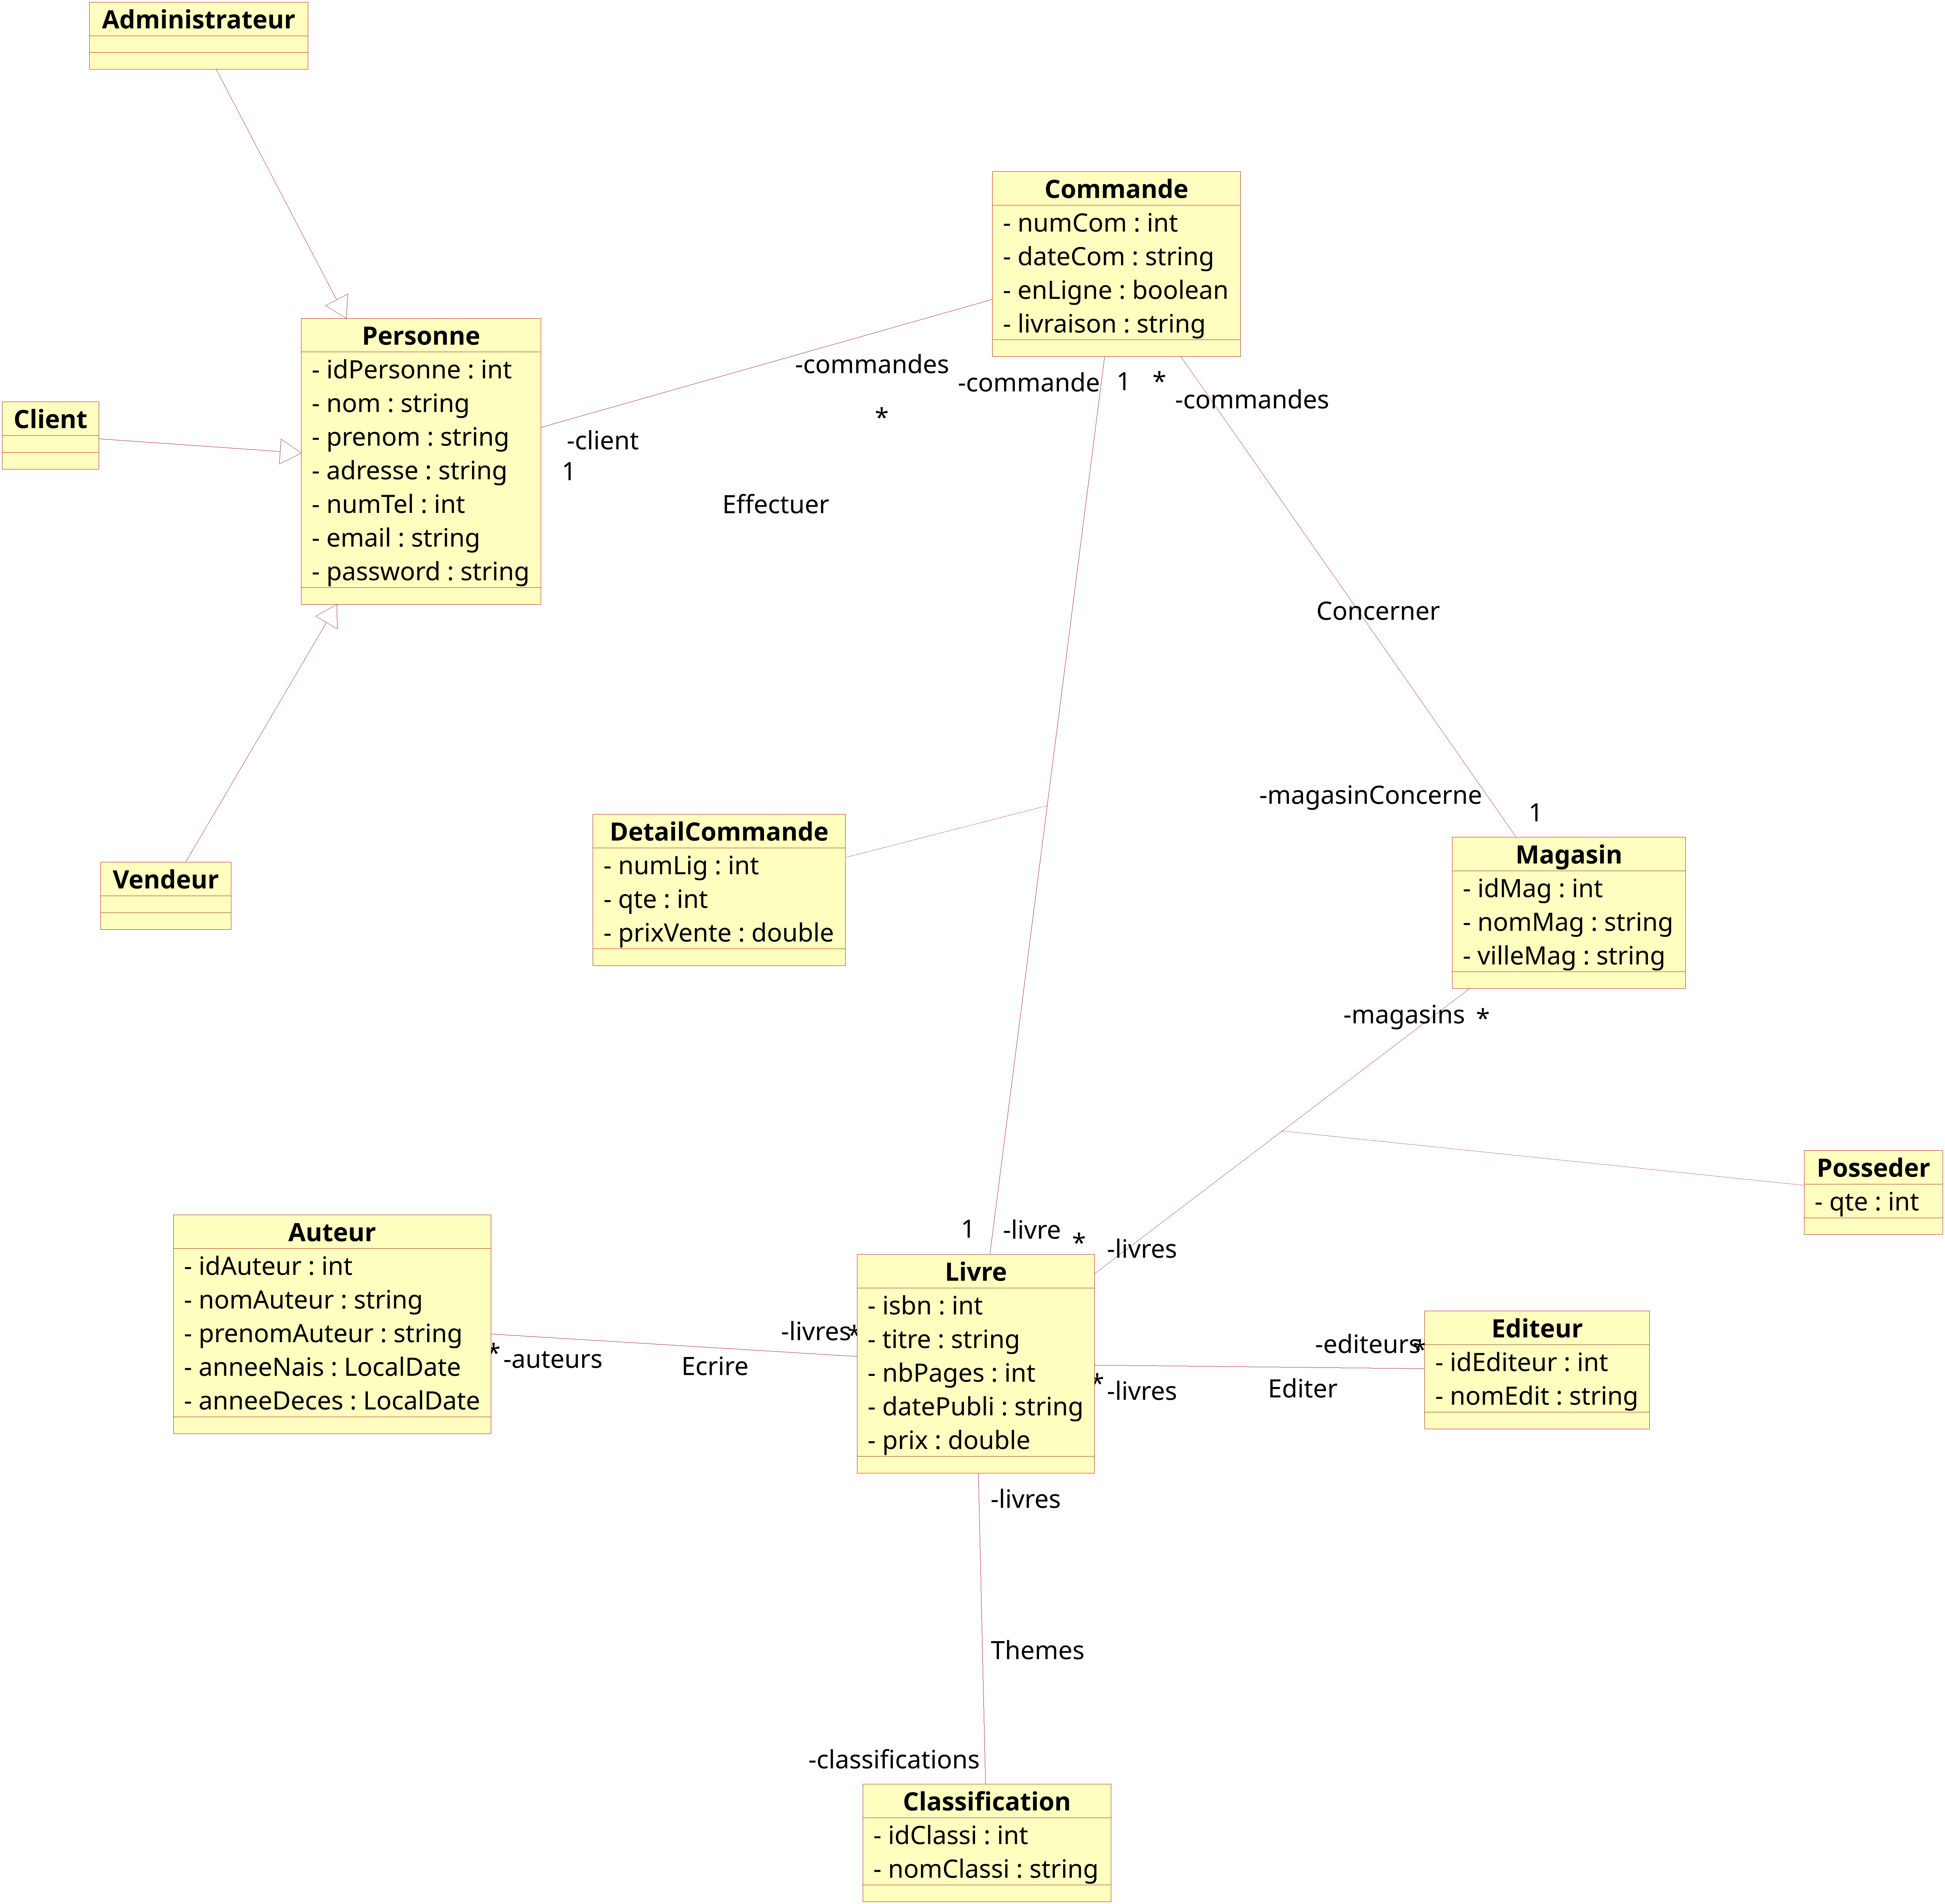 Administrateur
Commande
- numCom : int
- dateCom : string
- enLigne : boolean
- livraison : string
Personne
- idPersonne : int
- nom : string
- prenom : string
- adresse : string
- numTel : int
- email : string
- password : string
Client
-commandes
*
-client
1
Effectuer
-commande
1
*
-commandes
Concerner
-magasinConcerne
1
Vendeur
DetailCommande
- numLig : int
- qte : int
- prixVente : double
Magasin
- idMag : int
- nomMag : string
- villeMag : string
-magasins
*
Posseder
- qte : int
1
-livre
*
-livres
Auteur
- idAuteur : int
- nomAuteur : string
- prenomAuteur : string
- anneeNais : LocalDate
- anneeDeces : LocalDate
*
-auteurs
Ecrire
-livres
*
Livre
- isbn : int
- titre : string
- nbPages : int
- datePubli : string
- prix : double
*
-livres
Editer
-editeurs
*
Editeur
- idEditeur : int
- nomEdit : string
-livres
Themes
-classifications
Classification
- idClassi : int
- nomClassi : string